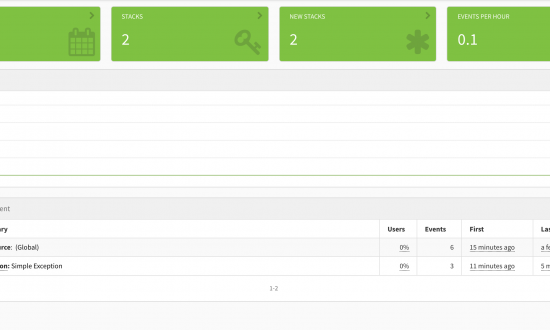 STACKS
2
NEW STACKS
2
EVENTS PER HOUR
0.1
ent
ry Users Events First Las
rce: (Global) 0% 6 15 minutes ago a fe
on: Simple Exception 0% 3 11 minutes ago 5 m
1-2